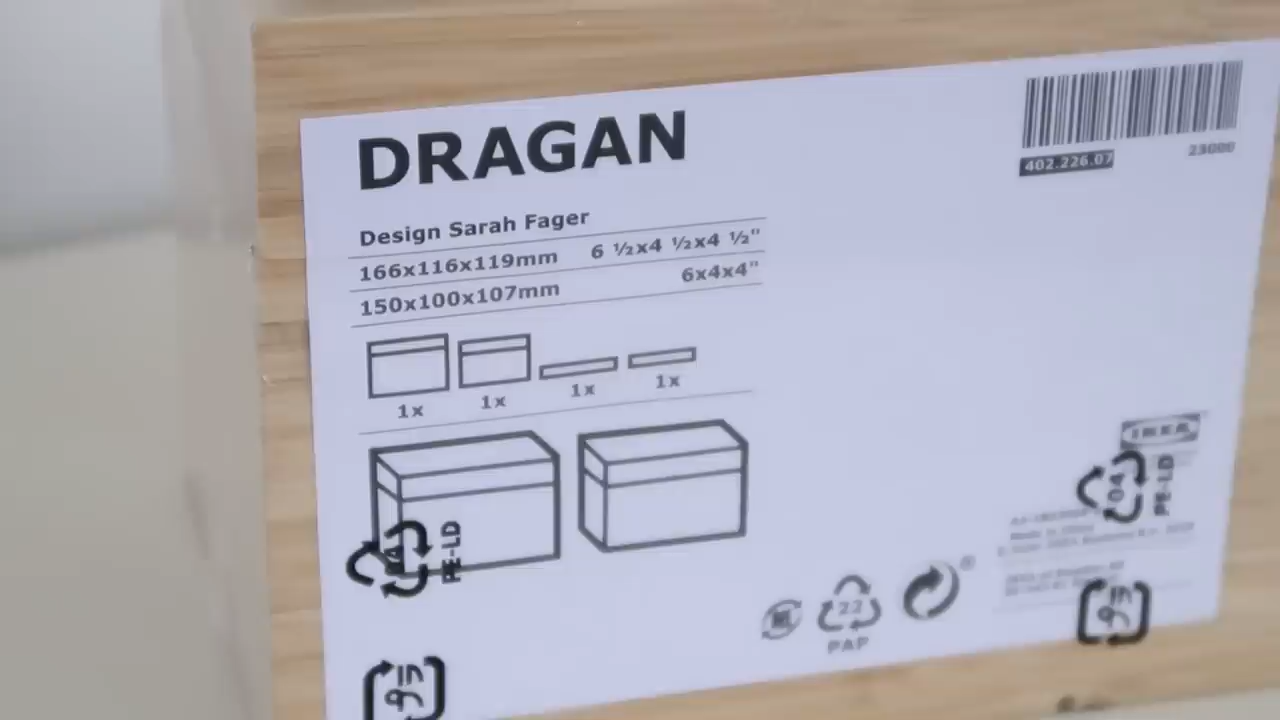 DRAGAN
402.226.07
23000
Design Sarah Fager
166x116x119mm 6 ½x4 ½x4 ½"
150x100x107mm 6x4x4"
1x 1x 1x 1x
IKEA
04
PE-LD
PE-LD
22
PAP